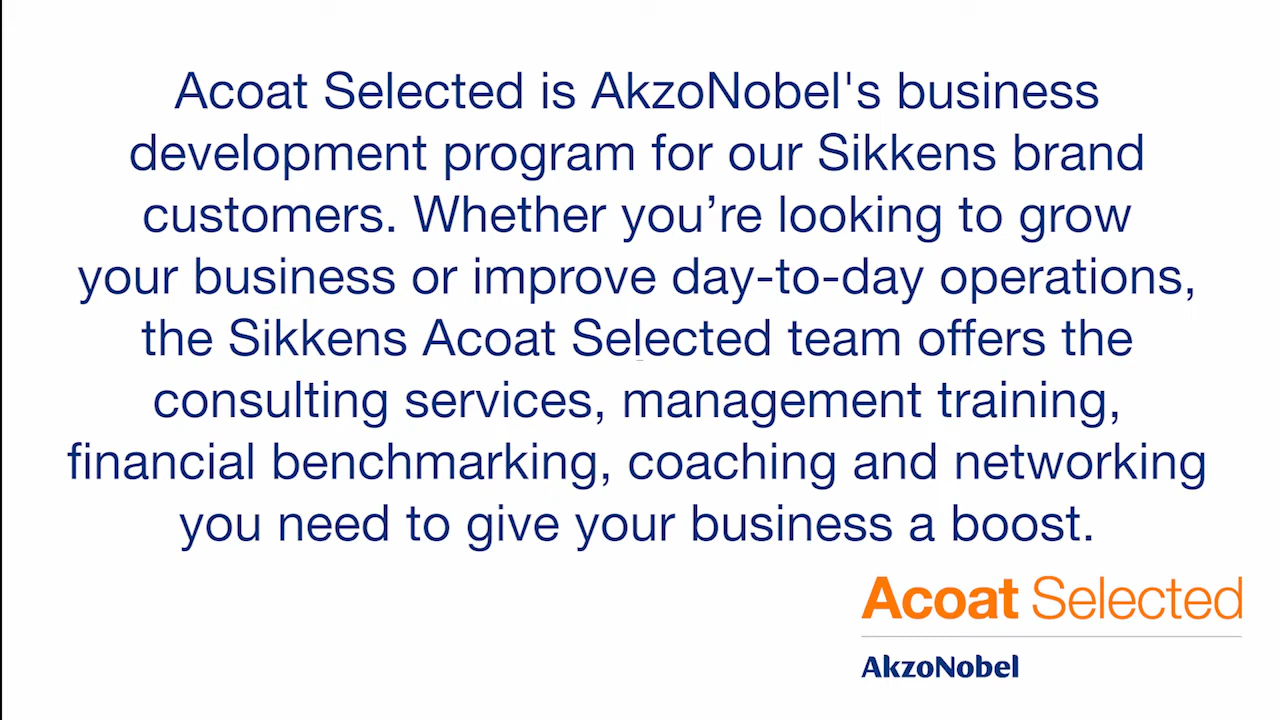 Acoat Selected is AkzoNobel's business
development program for our Sikkens brand
customers. Whether you’re looking to grow
your business or improve day-to-day operations,
the Sikkens Acoat Selected team offers the
consulting services, management training,
financial benchmarking, coaching and networking
you need to give your business a boost.
Acoat Selected
AkzoNobel